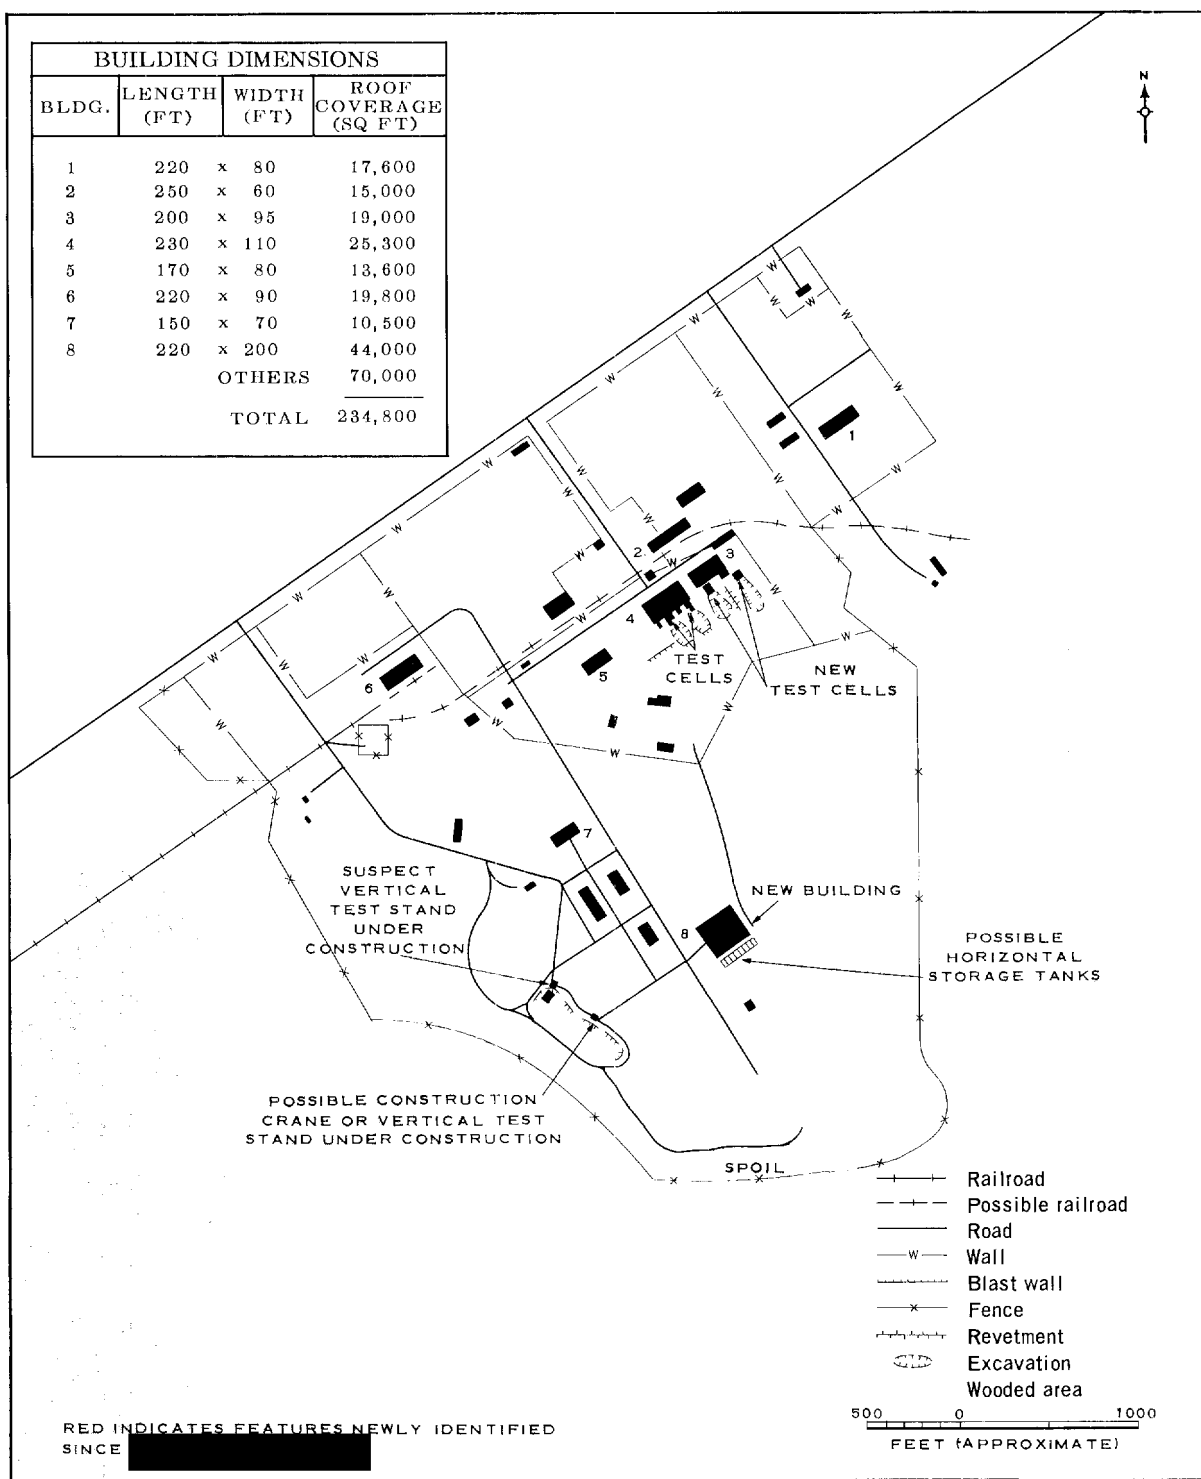 BUILDING DIMENSIONS
BLDG. LENGTH (FT) WIDTH (FT) ROOF COVERAGE (SQ FT)
1 220 x 80 17,600
2 250 x 60 15,000
3 200 x 95 19,000
4 230 x 110 25,300
5 170 x 80 13,600
6 220 x 90 19,800
7 150 x 70 10,500
8 220 x 200 44,000
OTHERS 70,000
TOTAL 234,800
N
1
2
3
4
5
6
7
8
TEST
CELLS
NEW
TEST CELLS
SUSPECT
VERTICAL
TEST STAND
UNDER
CONSTRUCTION
NEW BUILDING
POSSIBLE
HORIZONTAL
STORAGE TANKS
POSSIBLE CONSTRUCTION
CRANE OR VERTICAL TEST
STAND UNDER CONSTRUCTION
SPOIL
Railroad
Possible railroad
Road
W Wall
Blast wall
Fence
Revetment
Excavation
Wooded area
500 0 1000
FEET (APPROXIMATE)
RED INDICATES FEATURES NEWLY IDENTIFIED
SINCE